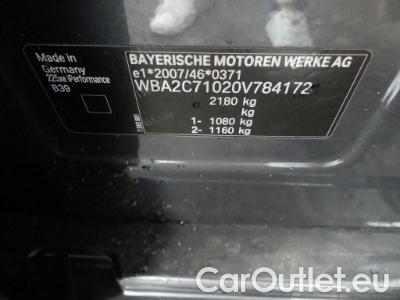 Made in
Germany
225xe iPerformance
B39
BAYERISCHE MOTOREN WERKE AG
e1*2007/46*0371
WBA2C71020V784172
2180 kg
kg
1- 1080 kg
2- 1160 kg
CarOutlet.eu